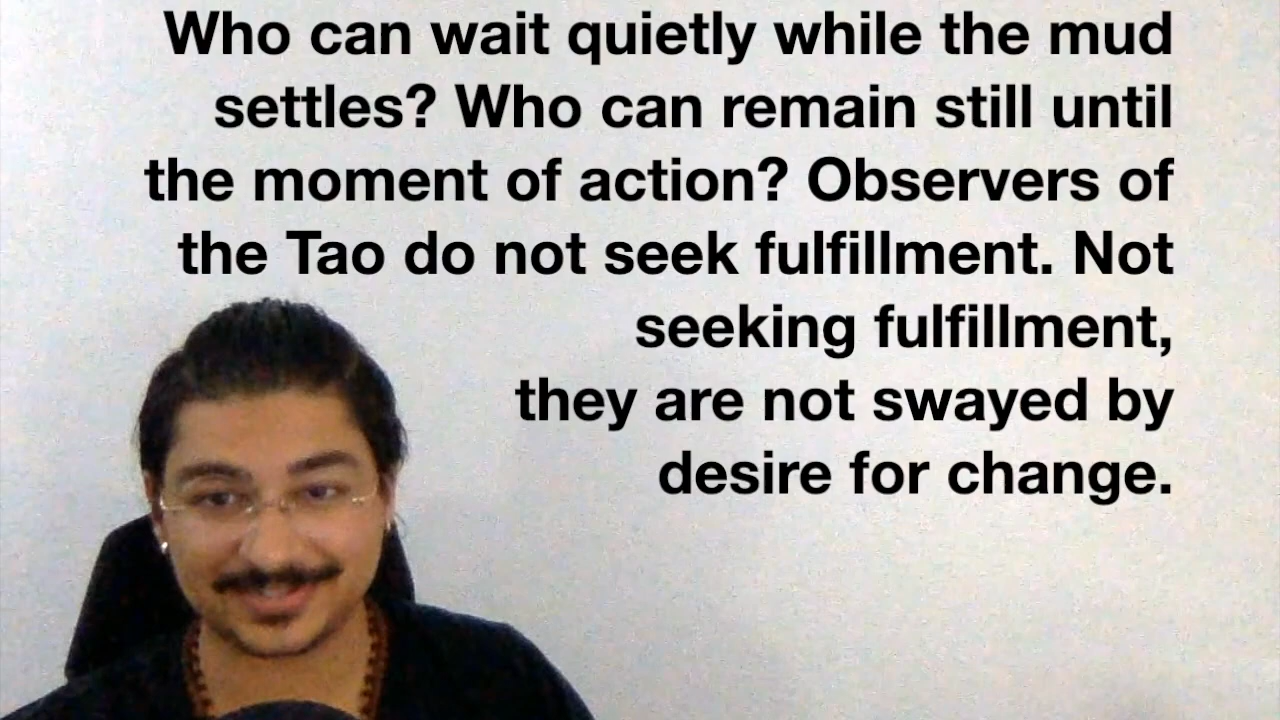 Who can wait quietly while the mud
settles? Who can remain still until
the moment of action? Observers of
the Tao do not seek fulfillment. Not
seeking fulfillment,
they are not swayed by
desire for change.